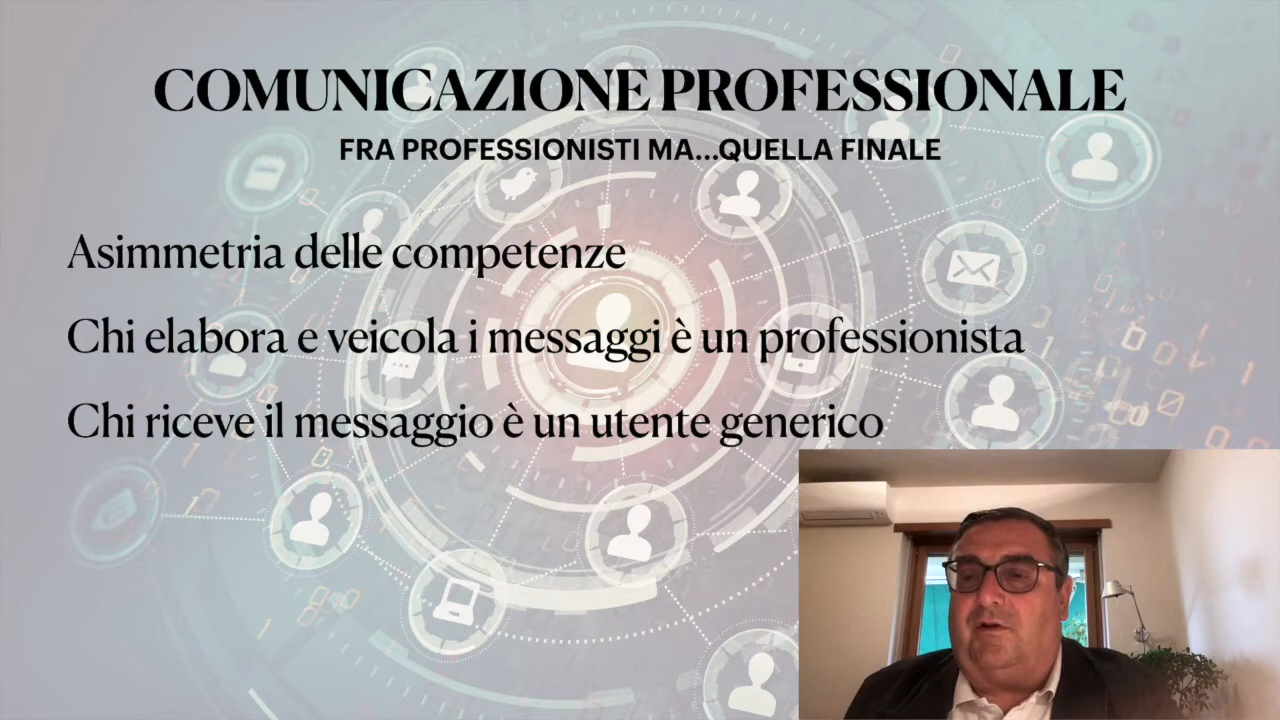 COMUNICAZIONE PROFESSIONALE
FRA PROFESSIONISTI MA...QUELLA FINALE
Asimmetria delle competenze
Chi elabora e veicola i messaggi è un professionista
Chi riceve il messaggio è un utente generico